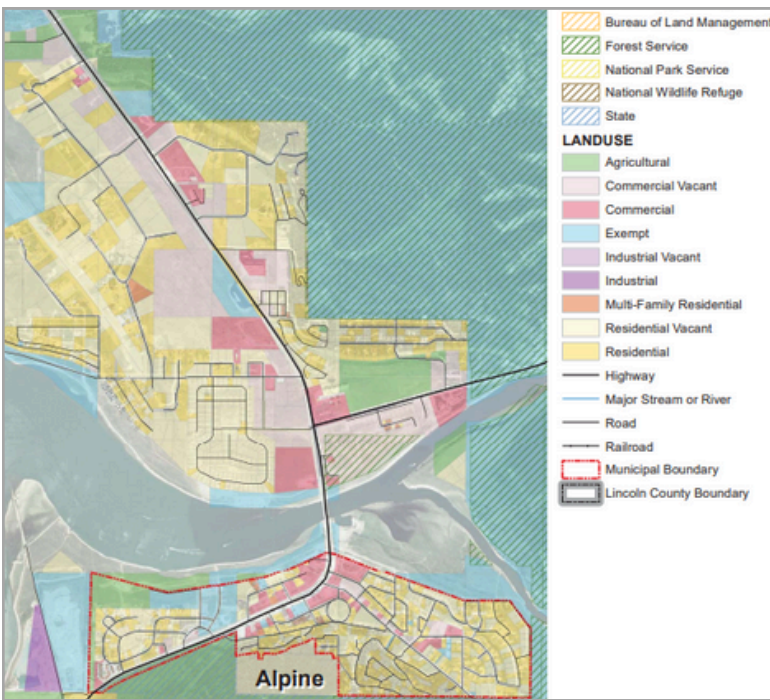 Bureau of Land Management
Forest Service
National Park Service
National Wildlife Refuge
State
LANDUSE
Agricultural
Commercial Vacant
Commercial
Exempt
Industrial Vacant
Industrial
Multi-Family Residential
Residential Vacant
Residential
Highway
Major Stream or River
Road
Railroad
Municipal Boundary
Lincoln County Boundary
Alpine